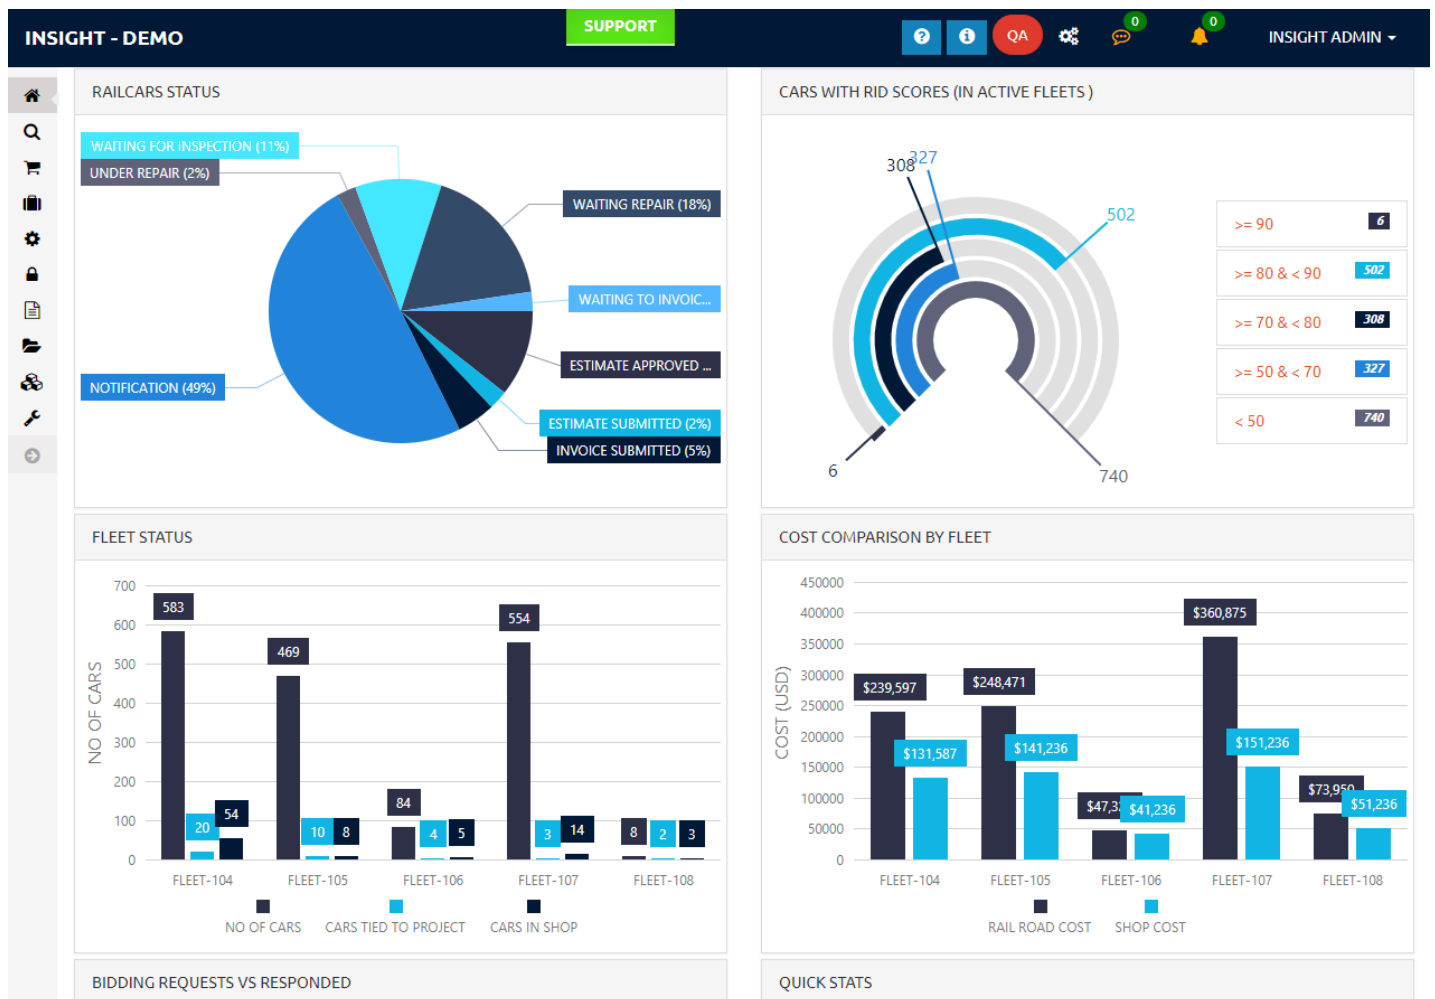 INSIGHT - DEMO
SUPPORT
QA
0
0
INSIGHT ADMIN
RAILCARS STATUS
WAITING FOR INSPECTION (11%)
UNDER REPAIR (2%)
WAITING REPAIR (18%)
WAITING TO INVOIC...
ESTIMATE APPROVED ...
NOTIFICATION (49%)
ESTIMATE SUBMITTED (2%)
INVOICE SUBMITTED (5%)
CARS WITH RID SCORES (IN ACTIVE FLEETS )
308
327
502
6
740
>= 90 6
>= 80 & < 90 502
>= 70 & < 80 308
>= 50 & < 70 327
< 50 740
FLEET STATUS
NO OF CARS
700
600
500
400
300
200
100
0
583
20
54
469
10
8
84
4
5
554
3
14
8
2
3
FLEET-104 FLEET-105 FLEET-106 FLEET-107 FLEET-108
NO OF CARS CARS TIED TO PROJECT CARS IN SHOP
COST COMPARISON BY FLEET
COST (USD)
450000
400000
350000
300000
250000
200000
150000
100000
50000
0
$239,597
$131,587
$248,471
$141,236
$41,236
$360,875
$151,236
$73,950
$51,236
FLEET-104 FLEET-105 FLEET-106 FLEET-107 FLEET-108
RAIL ROAD COST SHOP COST
BIDDING REQUESTS VS RESPONDED
QUICK STATS